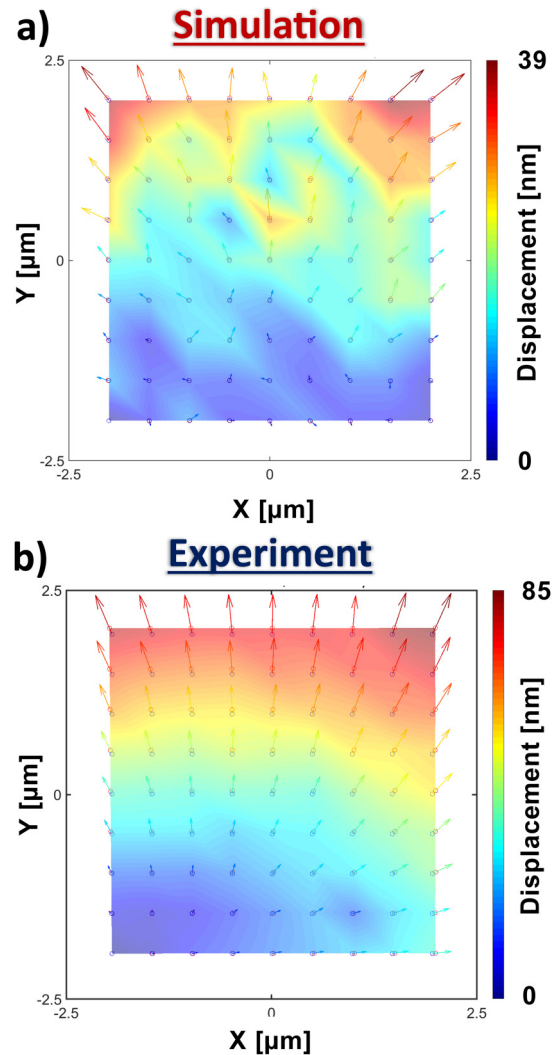 a)
Simulation
2.5
39
Y [µm]
0
Displacement [nm]
-2.5
-2.5
0
2.5
0
X [µm]
b)
Experiment
2.5
85
Y [µm]
0
Displacement [nm]
-2.5
-2.5
0
2.5
0
X [µm]